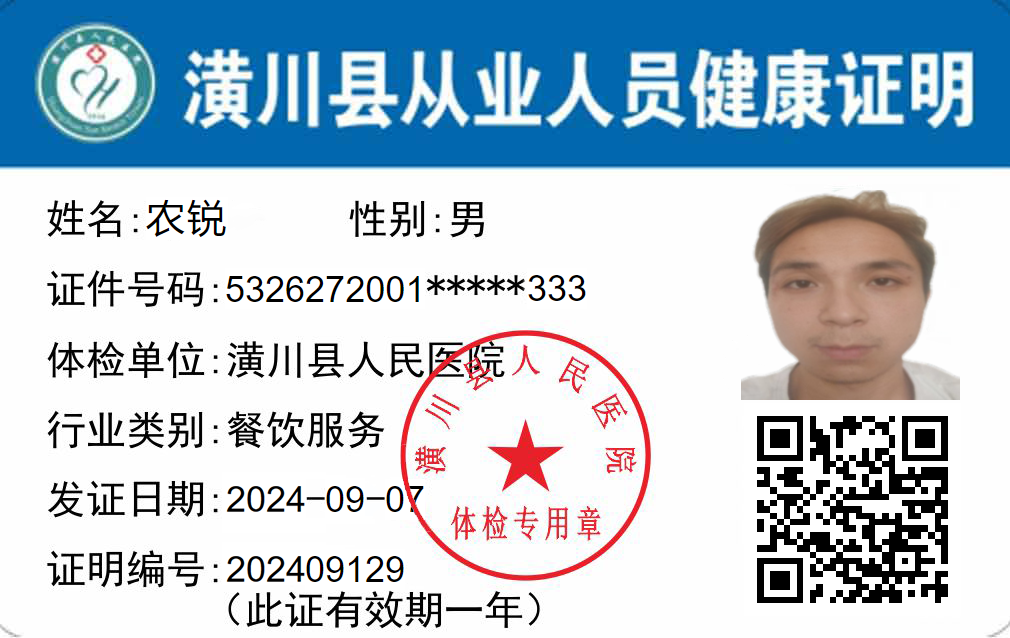 潢川县从业人员健康证明
姓名:农锐 性别:男
证件号码:5326272001*****333
体检单位:潢川县人民医院
行业类别:餐饮服务
发证日期:2024-09-07
证明编号:202409129
(此证有效期一年)
潢川县人民医院
体检专用章